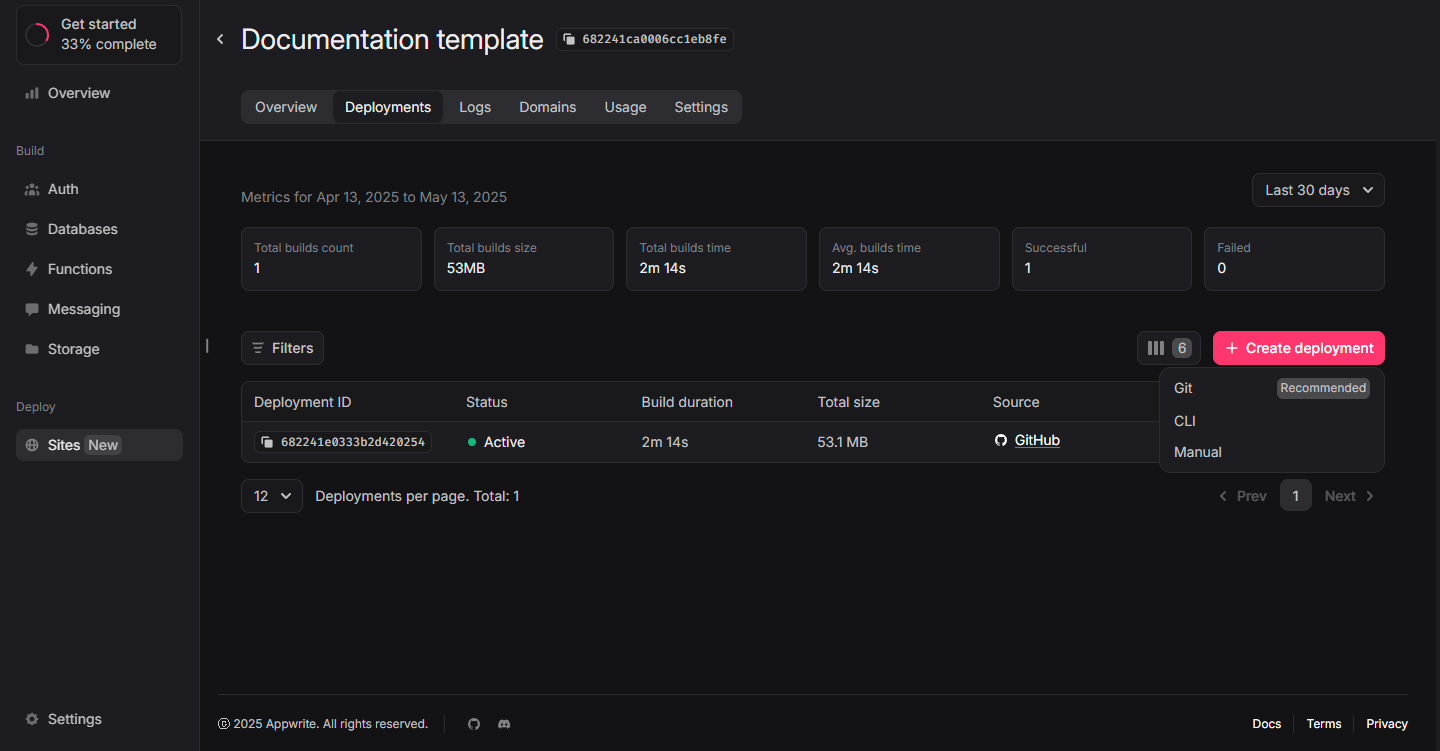 Get started
33% complete
Overview
Build
Auth
Databases
Functions
Messaging
Storage
Deploy
Sites New
Settings
Documentation template 682241ca0006cc1eb8fe
Overview Deployments Logs Domains Usage Settings
Metrics for Apr 13, 2025 to May 13, 2025 Last 30 days
Total builds count Total builds size Total builds time Avg. builds time Successful Failed
1 53MB 2m 14s 2m 14s 1 0
Filters 6 + Create deployment
Git Recommended
CLI
Manual
Deployment ID Status Build duration Total size Source
682241e0333b2d420254 Active 2m 14s 53.1 MB GitHub
12 Deployments per page. Total: 1 Prev 1 Next
© 2025 Appwrite. All rights reserved. Docs Terms Privacy